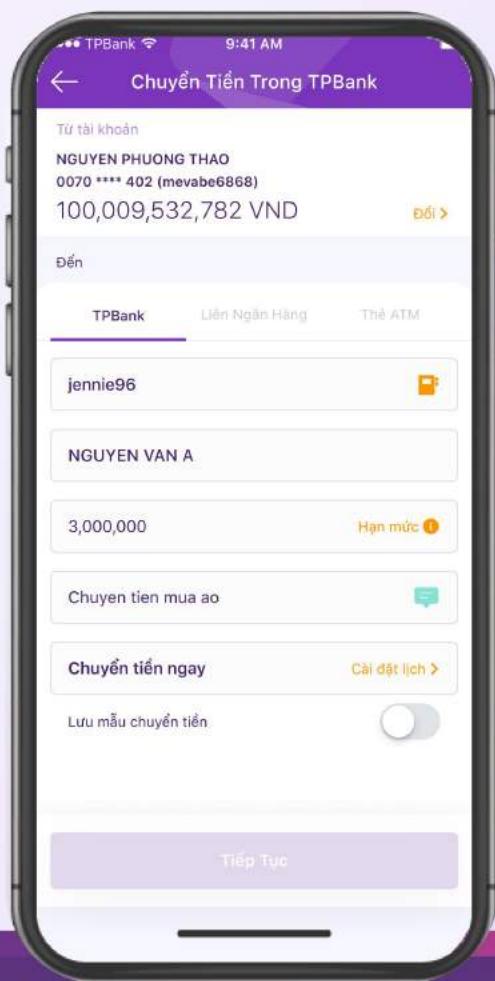 TPBank 9:41 AM
Chuyển Tiền Trong TPBank
Từ tài khoản
NGUYEN PHUONG THAO
0070 **** 402 (mevabe6868)
100,009,532,782 VND Đổi
Đến
TPBank Liên Ngân Hàng Thẻ ATM
jennie96
NGUYEN VAN A
3,000,000 Hạn mức
Chuyen tien mua ao
Chuyển tiền ngay Cài đặt lịch
Lưu mẫu chuyển tiền
Tiếp Tục